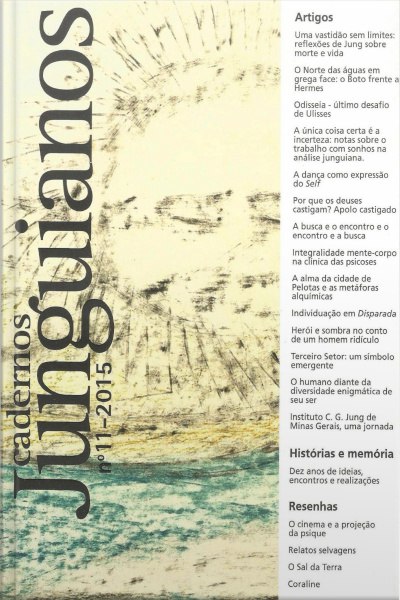 cadernos
Junguianos
nº11–2015
Artigos
Uma vastidão sem limites:
reflexões de Jung sobre
morte e vida
O Norte das águas em
grega face: o Boto frente a
Hermes
Odisseia - último desafio
de Ulisses
A única coisa certa é a
incerteza: notas sobre o
trabalho com sonhos na
análise junguiana.
A dança como expressão
do Self
Por que os deuses
castigam? Apolo castigado
A busca e o encontro e o
encontro e a busca
Integralidade mente-corpo
na clínica das psicoses
A alma da cidade de
Pelotas e as metáforas
alquímicas
Individuação em Disparada
Herói e sombra no conto
de um homem ridículo
Terceiro Setor: um símbolo
emergente
O humano diante da
diversidade enigmática de
seu ser
Instituto C. G. Jung de
Minas Gerais, uma jornada
Histórias e memória
Dez anos de ideias,
encontros e realizações
Resenhas
O cinema e a projeção
da psique
Relatos selvagens
O Sal da Terra
Coraline